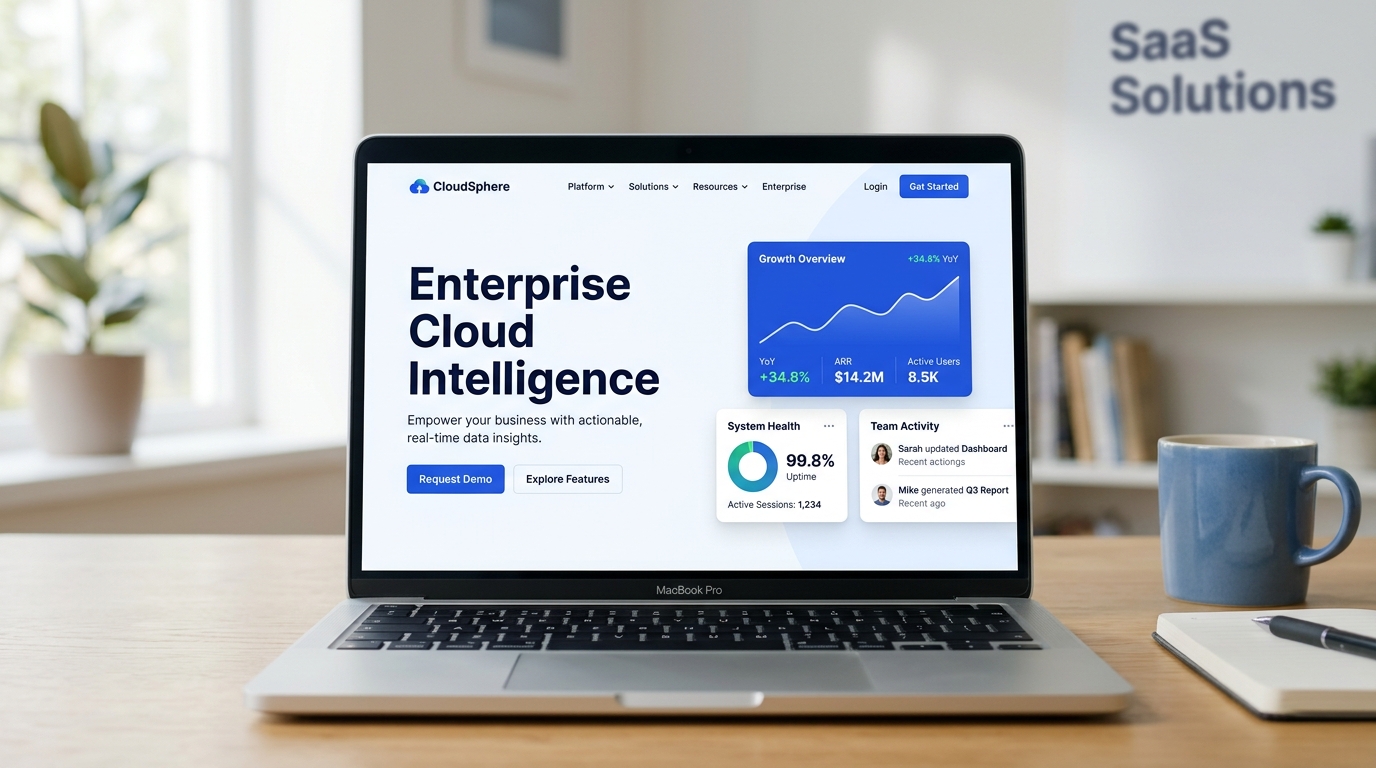 SaaS
Solutions
CloudSphere
Platform
Solutions
Resources
Enterprise
Login
Get Started
Enterprise
Cloud
Intelligence
Empower your business with actionable,
real-time data insights.
Request Demo
Explore Features
Growth Overview
+34.8% YoY
YoY
+34.8%
ARR
$14.2M
Active Users
8.5K
System Health
99.8%
Uptime
Active Sessions: 1,234
Team Activity
Sarah updated Dashboard
Recent actiongs
Mike generated Q3 Report
Recent ago
MacBook Pro